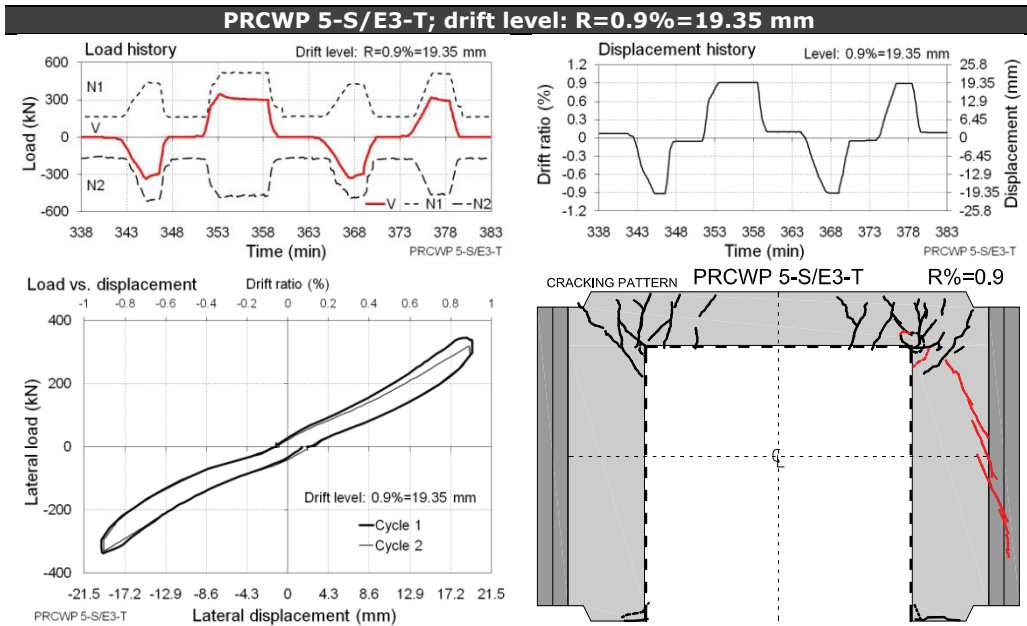 PRCWP 5-S/E3-T; drift level: R=0.9%=19.35 mm
Load history
Drift level: R=0.9%=19.35 mm
600
300
0
-300
-600
Load (kN)
N1
V
N2
V N1 N2
338 343 348 353 358 363 368 373 378 383
Time (min)
PRCWP 5-S/E3-T
Displacement history
Level: 0.9%=19.35 mm
1.2
0.9
0.6
0.3
0.0
-0.3
-0.6
-0.9
-1.2
Drift ratio (%)
25.8
19.35
12.9
6.45
0
-6.45
-12.9
-19.35
-25.8
Displacement (mm)
338 343 348 353 358 363 368 373 378 383
Time (min)
PRCWP 5-S/E3-T
Load vs. displacement
Drift ratio (%)
-1 -0.8 -0.6 -0.4 -0.2 0 0.2 0.4 0.6 0.8 1
400
200
0
-200
-400
Lateral load (kN)
Drift level: 0.9%=19.35 mm
Cycle 1
Cycle 2
-21.5 -17.2 -12.9 -8.6 -4.3 0 4.3 8.6 12.9 17.2 21.5
PRCWP 5-S/E3-T
Lateral displacement (mm)
CRACKING PATTERN PRCWP 5-S/E3-T R%=0.9
℄